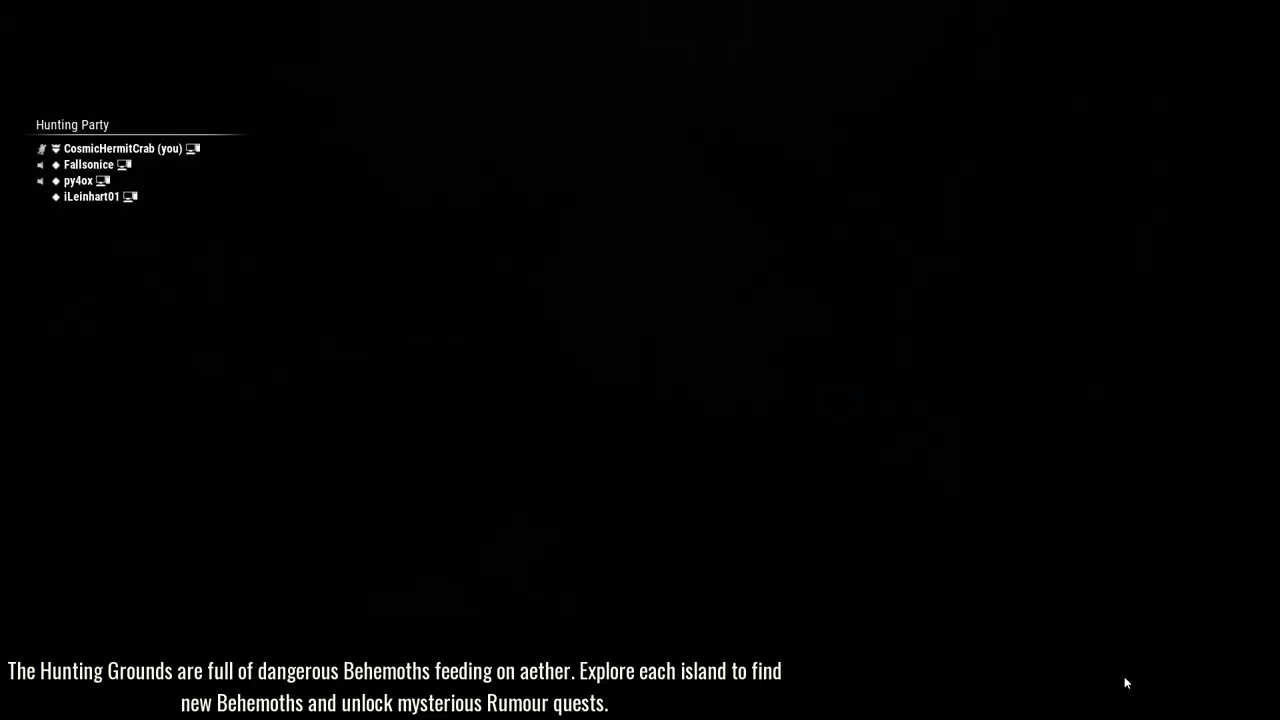 Hunting Party
CosmicHermitCrab (you)
Fallsonice
py4ox
iLeinhart01
The Hunting Grounds are full of dangerous Behemoths feeding on aether. Explore each island to find
new Behemoths and unlock mysterious Rumour quests.